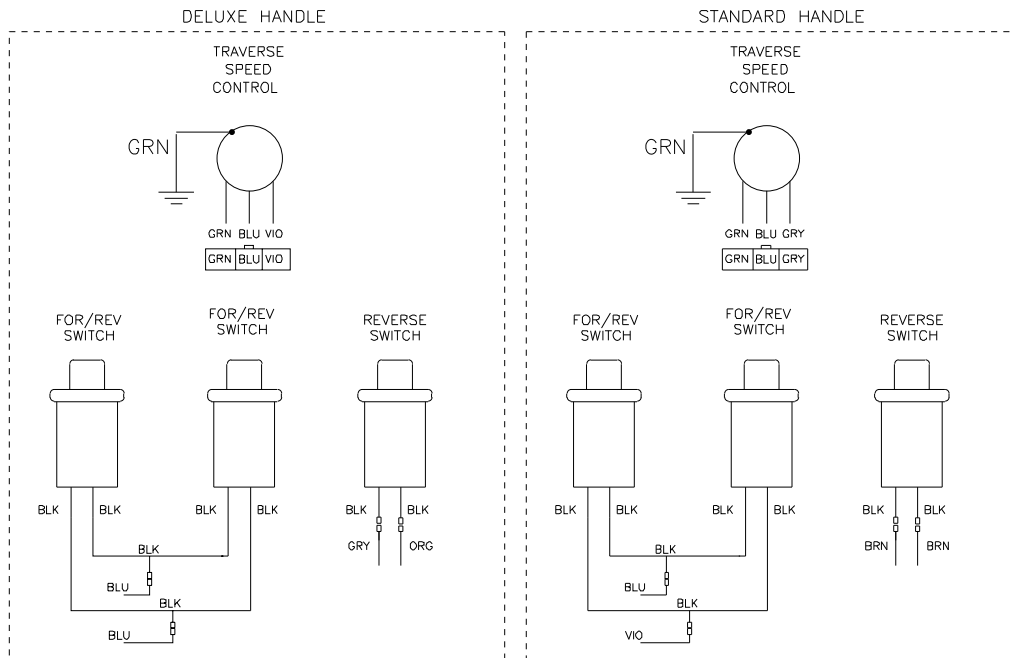 DELUXE HANDLE
TRAVERSE
SPEED
CONTROL
GRN
GRN BLU VIO
GRN BLU VIO
FOR/REV
SWITCH
FOR/REV
SWITCH
REVERSE
SWITCH
BLK BLK BLK BLK BLK BLK
GRY ORG
BLK
BLU
BLK
BLU
STANDARD HANDLE
TRAVERSE
SPEED
CONTROL
GRN
GRN BLU GRY
GRN BLU GRY
FOR/REV
SWITCH
FOR/REV
SWITCH
REVERSE
SWITCH
BLK BLK BLK BLK BLK BLK
BRN BRN
BLK
BLU
BLK
VIO